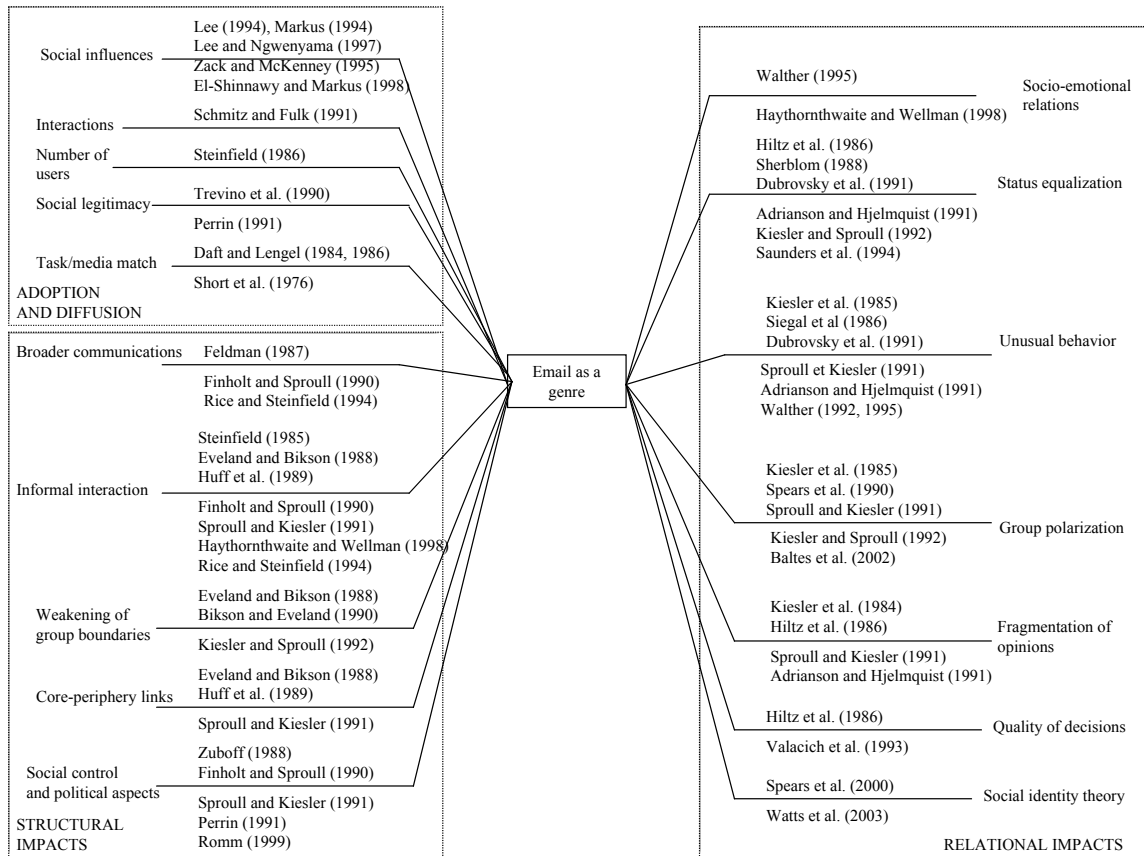 Social influences
Lee (1994), Markus (1994)
Lee and Ngwenyama (1997)
Zack and McKenney (1995)
El-Shinnawy and Markus (1998)
Interactions
Schmitz and Fulk (1991)
Number of
users
Steinfield (1986)
Social legitimacy
Trevino et al. (1990)
Perrin (1991)
Task/media match
Daft and Lengel (1984, 1986)
Short et al. (1976)
ADOPTION
AND DIFFUSION
Broader communications
Feldman (1987)
Finholt and Sproull (1990)
Rice and Steinfield (1994)
Informal interaction
Steinfield (1985)
Eveland and Bikson (1988)
Huff et al. (1989)
Finholt and Sproull (1990)
Sproull and Kiesler (1991)
Haythornthwaite and Wellman (1998)
Rice and Steinfield (1994)
Weakening of
group boundaries
Eveland and Bikson (1988)
Bikson and Eveland (1990)
Kiesler and Sproull (1992)
Core-periphery links
Eveland and Bikson (1988)
Huff et al. (1989)
Sproull and Kiesler (1991)
Social control
and political aspects
Zuboff (1988)
Finholt and Sproull (1990)
Sproull and Kiesler (1991)
Perrin (1991)
Romm (1999)
STRUCTURAL
IMPACTS
Email as a
genre
Walther (1995)
Haythornthwaite and Wellman (1998)
Socio-emotional
relations
Hiltz et al. (1986)
Sherblom (1988)
Dubrovsky et al. (1991)
Adrianson and Hjelmquist (1991)
Kiesler and Sproull (1992)
Saunders et al. (1994)
Status equalization
Kiesler et al. (1985)
Siegal et al (1986)
Dubrovsky et al. (1991)
Sproull et Kiesler (1991)
Adrianson and Hjelmquist (1991)
Walther (1992, 1995)
Unusual behavior
Kiesler et al. (1985)
Spears et al. (1990)
Sproull and Kiesler (1991)
Kiesler and Sproull (1992)
Baltes et al. (2002)
Group polarization
Kiesler et al. (1984)
Hiltz et al. (1986)
Sproull and Kiesler (1991)
Adrianson and Hjelmquist (1991)
Fragmentation of
opinions
Hiltz et al. (1986)
Valacich et al. (1993)
Quality of decisions
Spears et al. (2000)
Watts et al. (2003)
Social identity theory
RELATIONAL IMPACTS